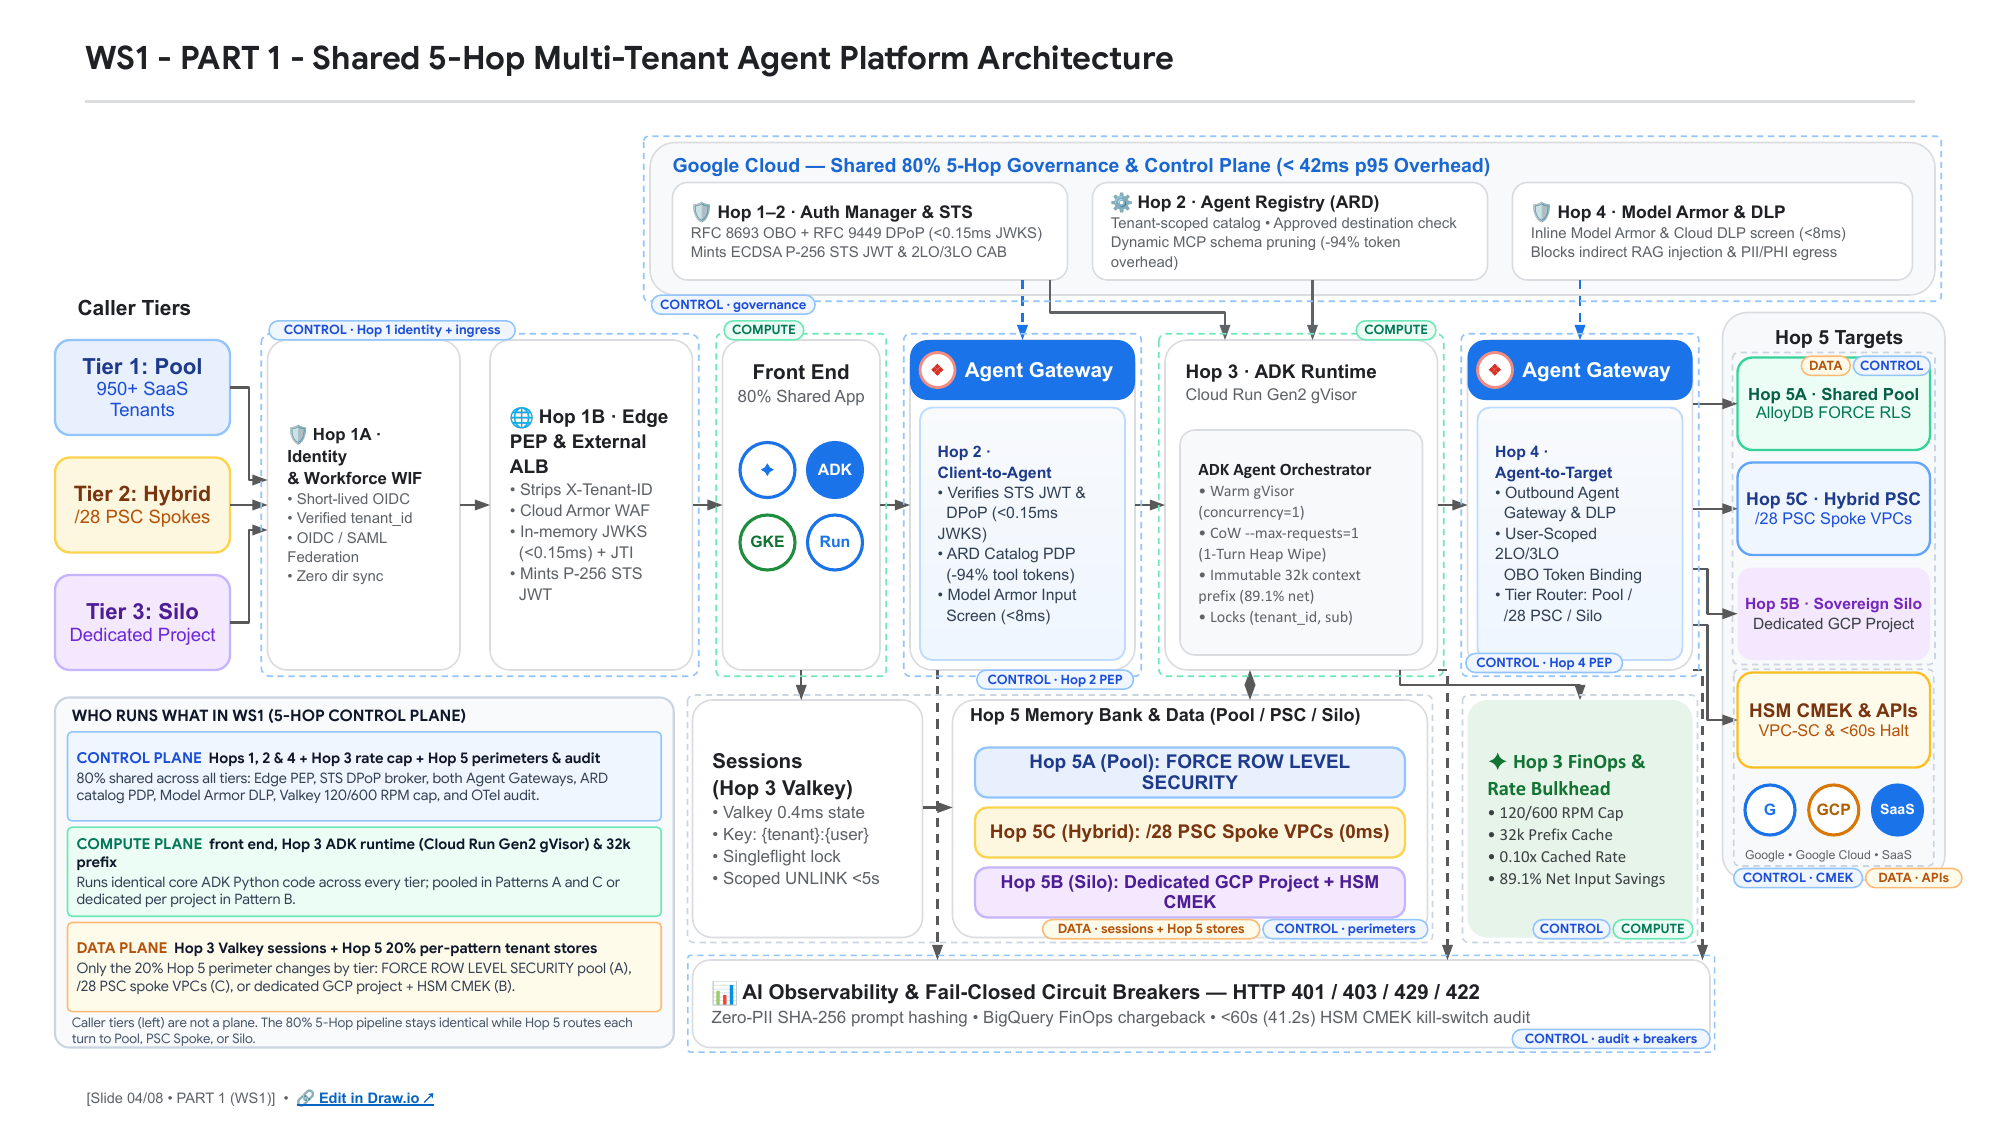 WS1 - PART 1 - Shared 5-Hop Multi-Tenant Agent Platform Architecture
Google Cloud — Shared 80% 5-Hop Governance & Control Plane (< 42ms p95 Overhead)
Hop 1–2 · Auth Manager & STS
RFC 8693 OBO + RFC 9449 DPoP (<0.15ms JWKS)
Mints ECDSA P-256 STS JWT & 2LO/3LO CAB
Hop 2 · Agent Registry (ARD)
Tenant-scoped catalog • Approved destination check
Dynamic MCP schema pruning (-94% token
overhead)
Hop 4 · Model Armor & DLP
Inline Model Armor & Cloud DLP screen (<8ms)
Blocks indirect RAG injection & PII/PHI egress
CONTROL · governance
Caller Tiers
Tier 1: Pool
950+ SaaS
Tenants
Tier 2: Hybrid
/28 PSC Spokes
Tier 3: Silo
Dedicated Project
CONTROL · Hop 1 identity + ingress
Hop 1A ·
Identity
& Workforce WIF
• Short-lived OIDC
• Verified tenant_id
• OIDC / SAML
Federation
• Zero dir sync
Hop 1B · Edge
PEP & External
ALB
• Strips X-Tenant-ID
• Cloud Armor WAF
• In-memory JWKS
(<0.15ms) + JTI
• Mints P-256 STS
JWT
COMPUTE
Front End
80% Shared App
ADK
GKE
Run
Agent Gateway
Hop 2 ·
Client-to-Agent
• Verifies STS JWT &
DPoP (<0.15ms
JWKS)
• ARD Catalog PDP
(-94% tool tokens)
• Model Armor Input
Screen (<8ms)
CONTROL · Hop 2 PEP
COMPUTE
Hop 3 · ADK Runtime
Cloud Run Gen2 gVisor
ADK Agent Orchestrator
• Warm gVisor
(concurrency=1)
• CoW --max-requests=1
(1-Turn Heap Wipe)
• Immutable 32k context
prefix (89.1% net)
• Locks (tenant_id, sub)
Agent Gateway
Hop 4 ·
Agent-to-Target
• Outbound Agent
Gateway & DLP
• User-Scoped
2LO/3LO
OBO Token Binding
• Tier Router: Pool /
/28 PSC / Silo
CONTROL · Hop 4 PEP
Hop 5 Targets
DATA
CONTROL
Hop 5A · Shared Pool
AlloyDB FORCE RLS
Hop 5C · Hybrid PSC
/28 PSC Spoke VPCs
Hop 5B · Sovereign Silo
Dedicated GCP Project
HSM CMEK & APIs
VPC-SC & <60s Halt
G
GCP
SaaS
Google • Google Cloud • SaaS
CONTROL · CMEK
DATA · APIs
WHO RUNS WHAT IN WS1 (5-HOP CONTROL PLANE)
CONTROL PLANE Hops 1, 2 & 4 + Hop 3 rate cap + Hop 5 perimeters & audit
80% shared across all tiers: Edge PEP, STS DPoP broker, both Agent Gateways, ARD
catalog PDP, Model Armor DLP, Valkey 120/600 RPM cap, and OTel audit.
COMPUTE PLANE front end, Hop 3 ADK runtime (Cloud Run Gen2 gVisor) & 32k
prefix
Runs identical core ADK Python code across every tier; pooled in Patterns A and C or
dedicated per project in Pattern B.
DATA PLANE Hop 3 Valkey sessions + Hop 5 20% per-pattern tenant stores
Only the 20% Hop 5 perimeter changes by tier: FORCE ROW LEVEL SECURITY pool (A),
/28 PSC spoke VPCs (C), or dedicated GCP project + HSM CMEK (B).
Caller tiers (left) are not a plane. The 80% 5-Hop pipeline stays identical while Hop 5 routes each
turn to Pool, PSC Spoke, or Silo.
Sessions
(Hop 3 Valkey)
• Valkey 0.4ms state
• Key: {tenant}:{user}
• Singleflight lock
• Scoped UNLINK <5s
Hop 5 Memory Bank & Data (Pool / PSC / Silo)
Hop 5A (Pool): FORCE ROW LEVEL
SECURITY
Hop 5C (Hybrid): /28 PSC Spoke VPCs (0ms)
Hop 5B (Silo): Dedicated GCP Project + HSM
CMEK
DATA · sessions + Hop 5 stores
CONTROL · perimeters
Hop 3 FinOps &
Rate Bulkhead
• 120/600 RPM Cap
• 32k Prefix Cache
• 0.10x Cached Rate
• 89.1% Net Input Savings
CONTROL
COMPUTE
AI Observability & Fail-Closed Circuit Breakers — HTTP 401 / 403 / 429 / 422
Zero-PII SHA-256 prompt hashing • BigQuery FinOps chargeback • <60s (41.2s) HSM CMEK kill-switch audit
CONTROL · audit + breakers
[Slide 04/08 • PART 1 (WS1)] • Edit in Draw.io ↗